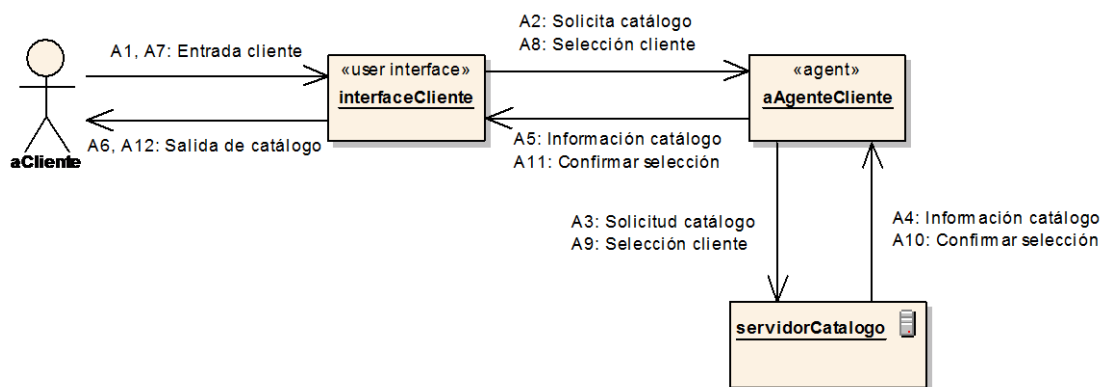 A2: Solicita catálogo
A8: Selección cliente
A1, A7: Entrada cliente
«user interface»
interfaceCliente
«agent»
aAgenteCliente
A6, A12: Salida de catálogo
aCliente
A5: Información catálogo
A11: Confirmar selección
A3: Solicitud catálogo
A9: Selección cliente
A4: Información catálogo
A10: Confirmar selección
servidorCatalogo